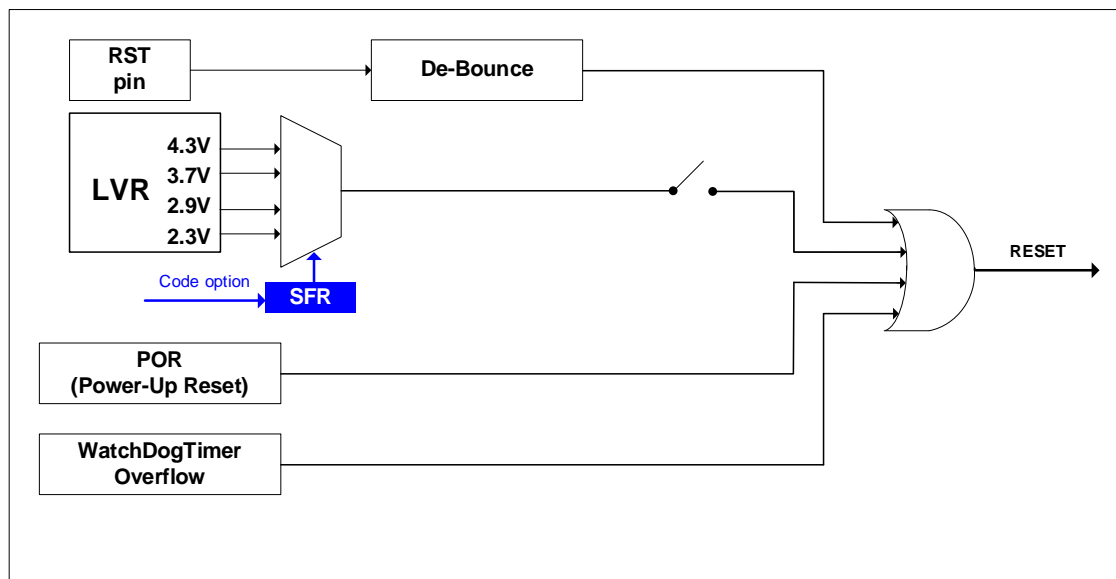 RST
pin
De-Bounce
LVR
4.3V
3.7V
2.9V
2.3V
Code option
SFR
RESET
POR
(Power-Up Reset)
WatchDogTimer
Overflow